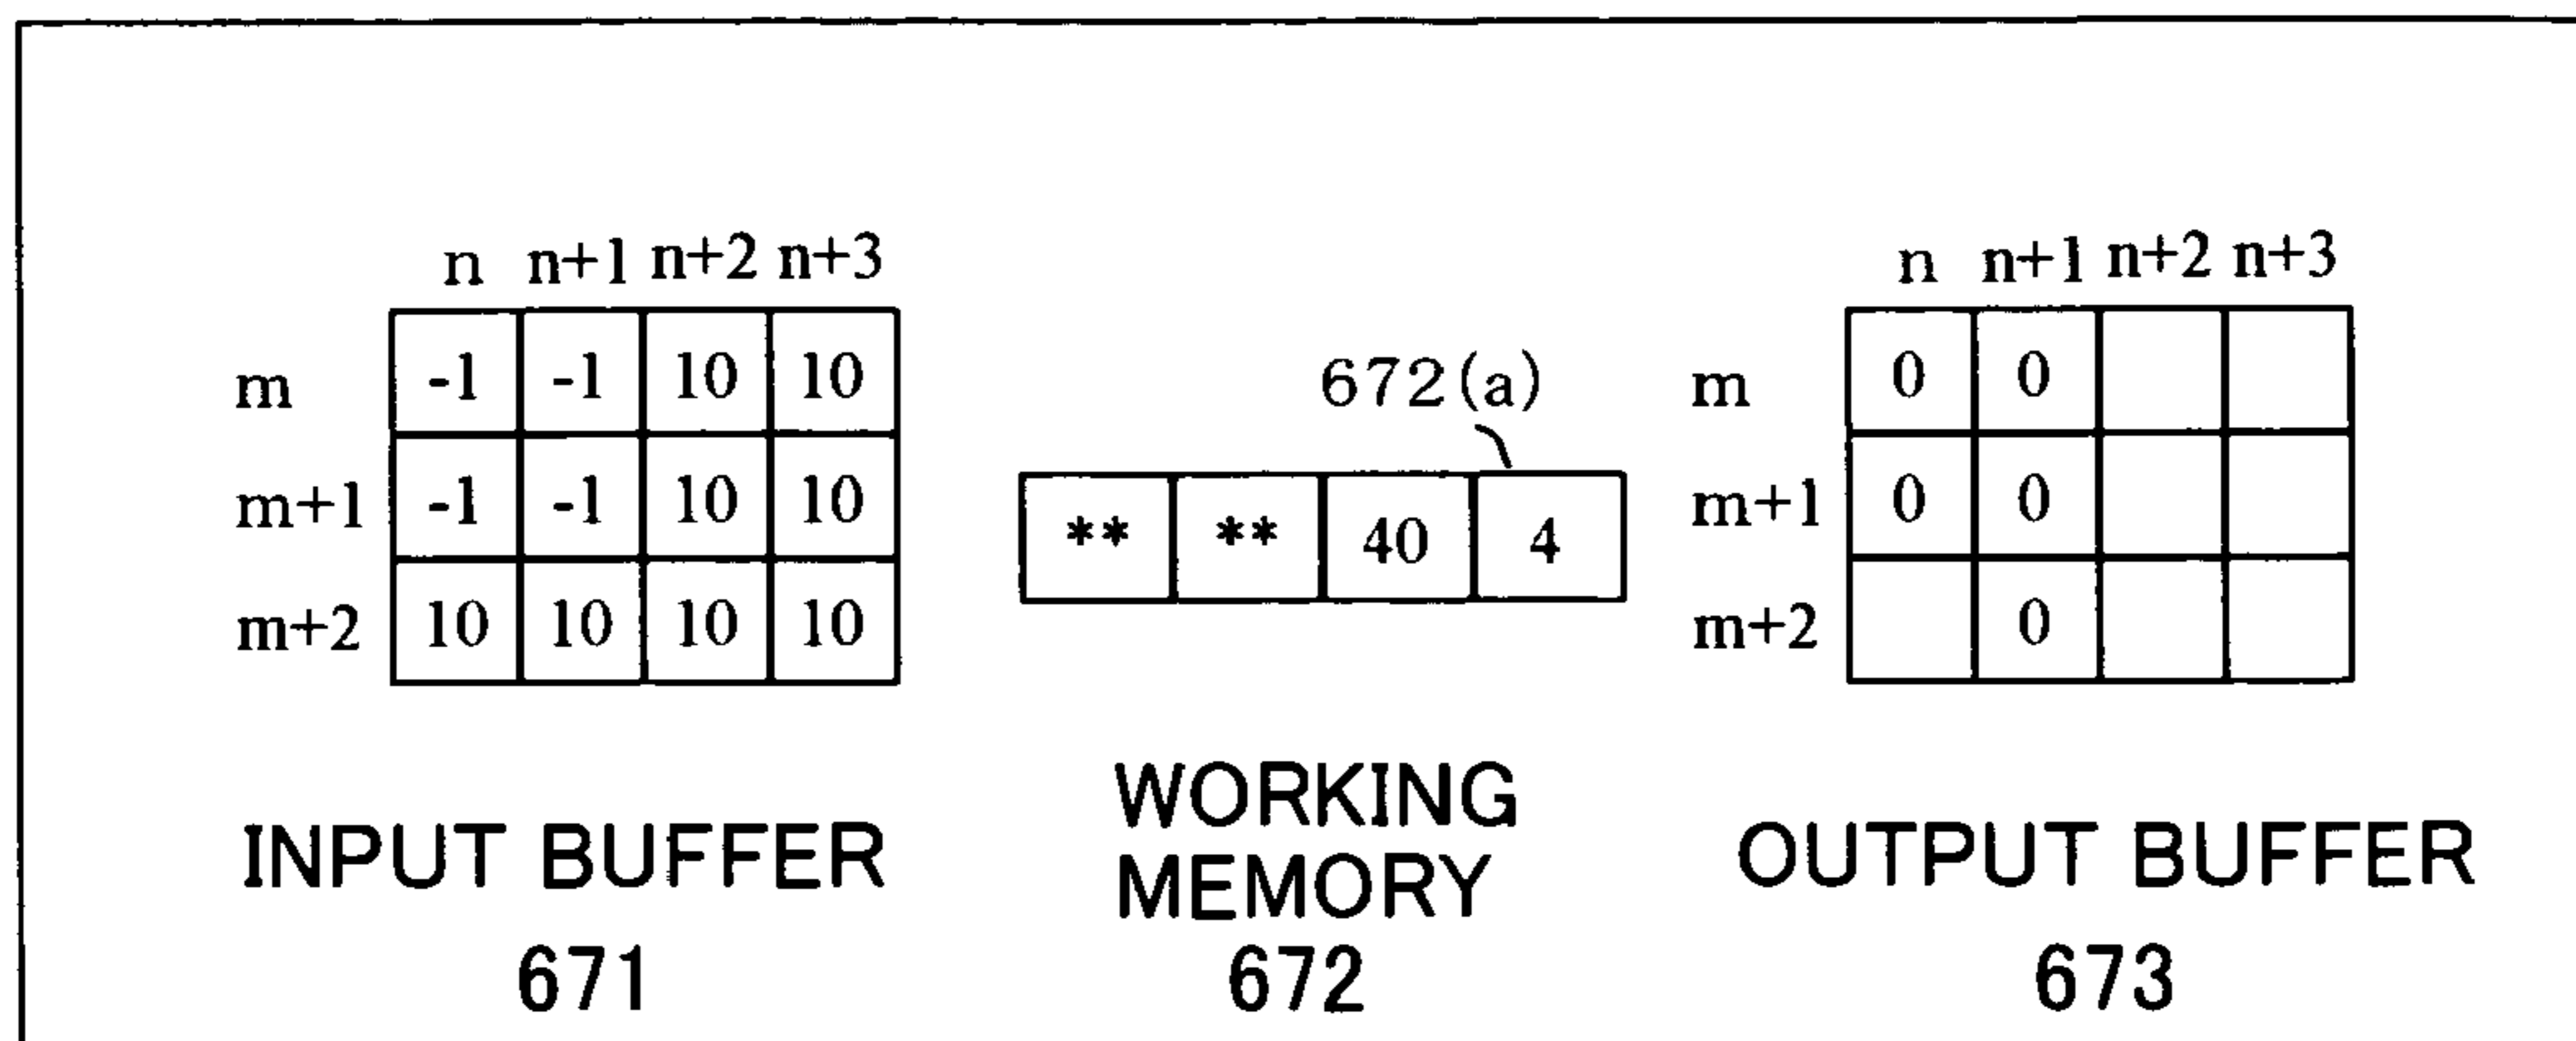 n n+1 n+2 n+3
m -1 -1 10 10
m+1 -1 -1 10 10
m+2 10 10 10 10
INPUT BUFFER
671
672(a)
** ** 40 4
WORKING
MEMORY
672
n n+1 n+2 n+3
m 0 0
m+1 0 0
m+2 0
OUTPUT BUFFER
673